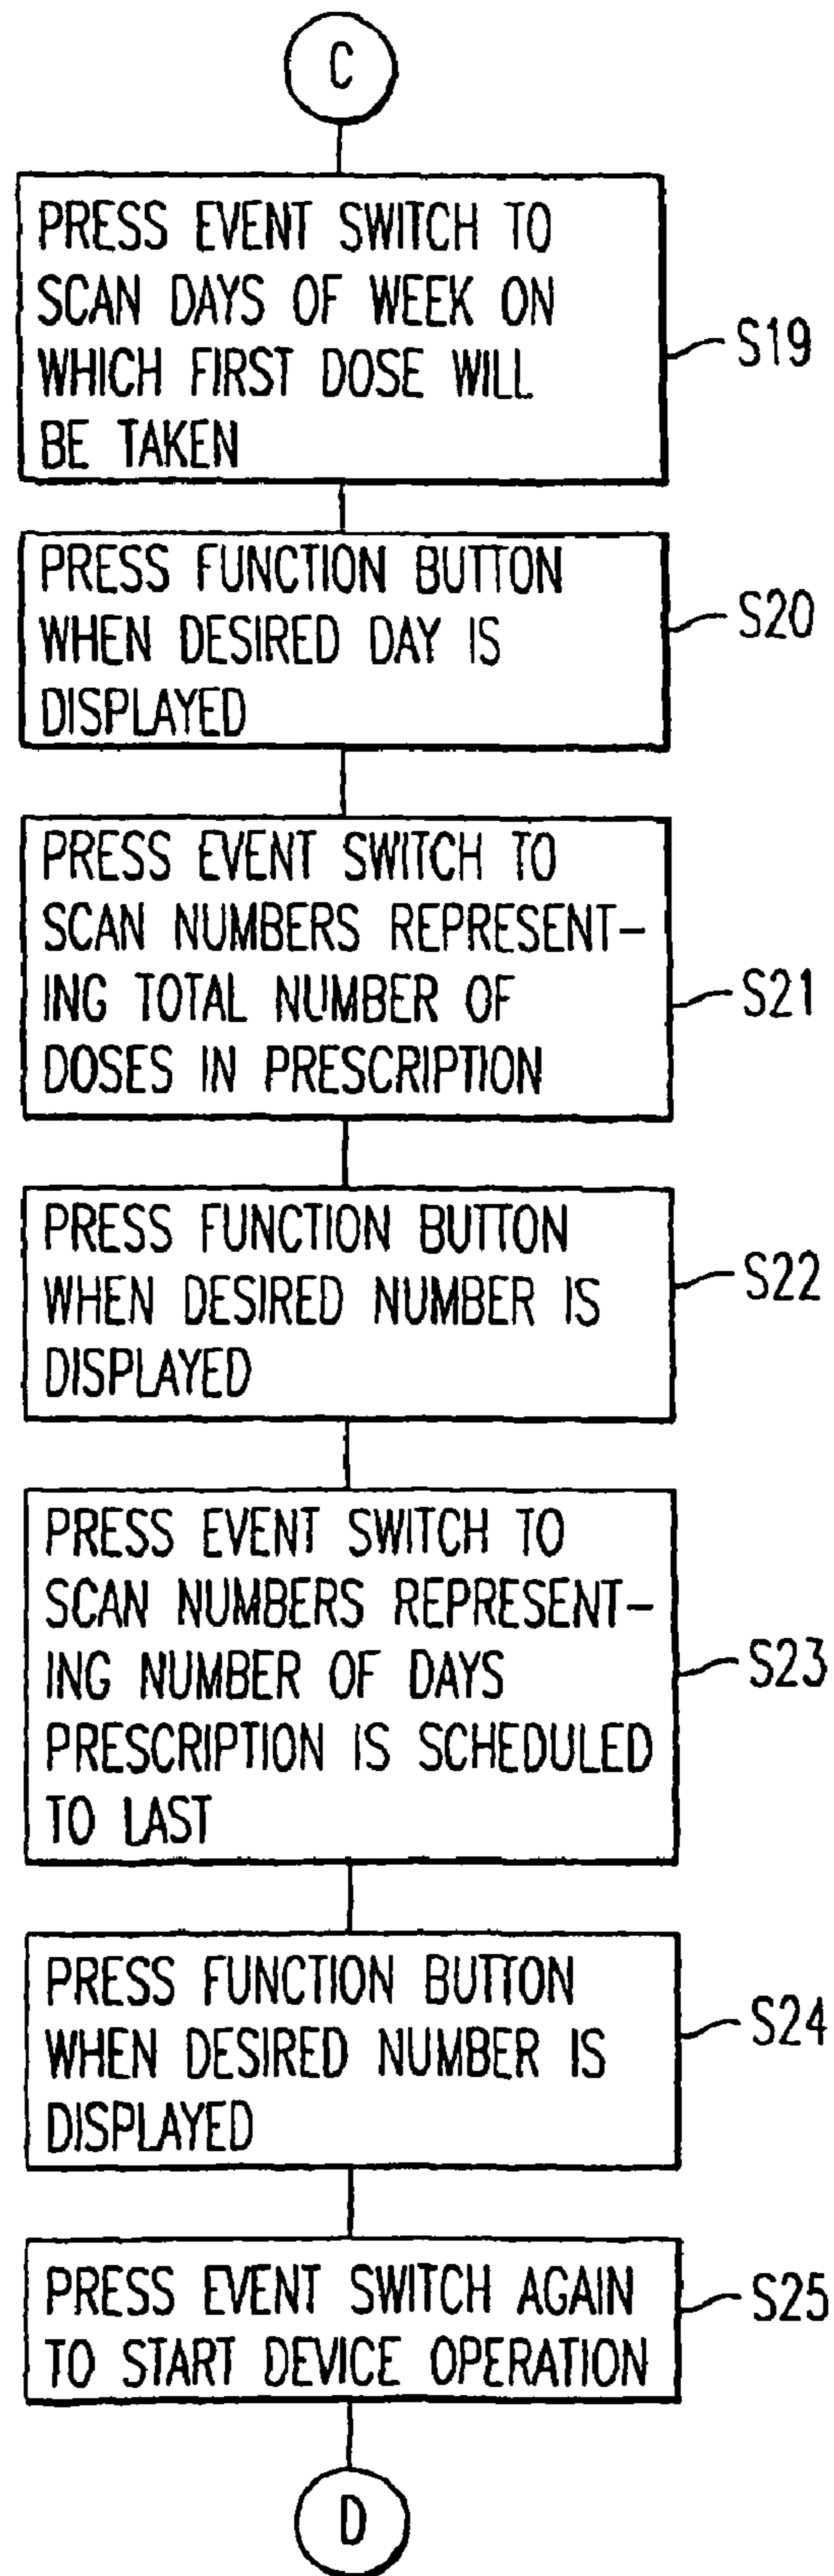 C
PRESS EVENT SWITCH TO
SCAN DAYS OF WEEK ON
WHICH FIRST DOSE WILL
BE TAKEN
S19
PRESS FUNCTION BUTTON
WHEN DESIRED DAY IS
DISPLAYED
S20
PRESS EVENT SWITCH TO
SCAN NUMBERS REPRESENT-
ING TOTAL NUMBER OF
DOSES IN PRESCRIPTION
S21
PRESS FUNCTION BUTTON
WHEN DESIRED NUMBER IS
DISPLAYED
S22
PRESS EVENT SWITCH TO
SCAN NUMBERS REPRESENT-
ING NUMBER OF DAYS
PRESCRIPTION IS SCHEDULED
TO LAST
S23
PRESS FUNCTION BUTTON
WHEN DESIRED NUMBER IS
DISPLAYED
S24
PRESS EVENT SWITCH AGAIN
TO START DEVICE OPERATION
S25
D